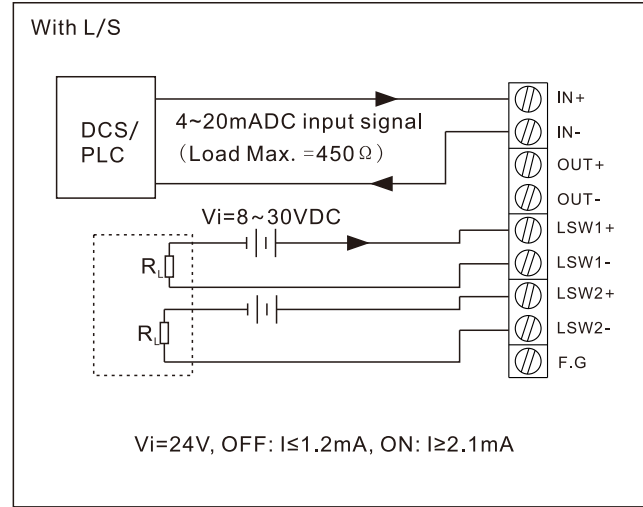 With L/S
DCS/
PLC
4~20mADC input signal
(Load Max. =450Ω)
IN+
IN-
OUT+
OUT-
LSW1+
LSW1-
LSW2+
LSW2-
F.G
Vi=8~30VDC
RL
RL
Vi=24V, OFF: I≤1.2mA, ON: I≥2.1mA